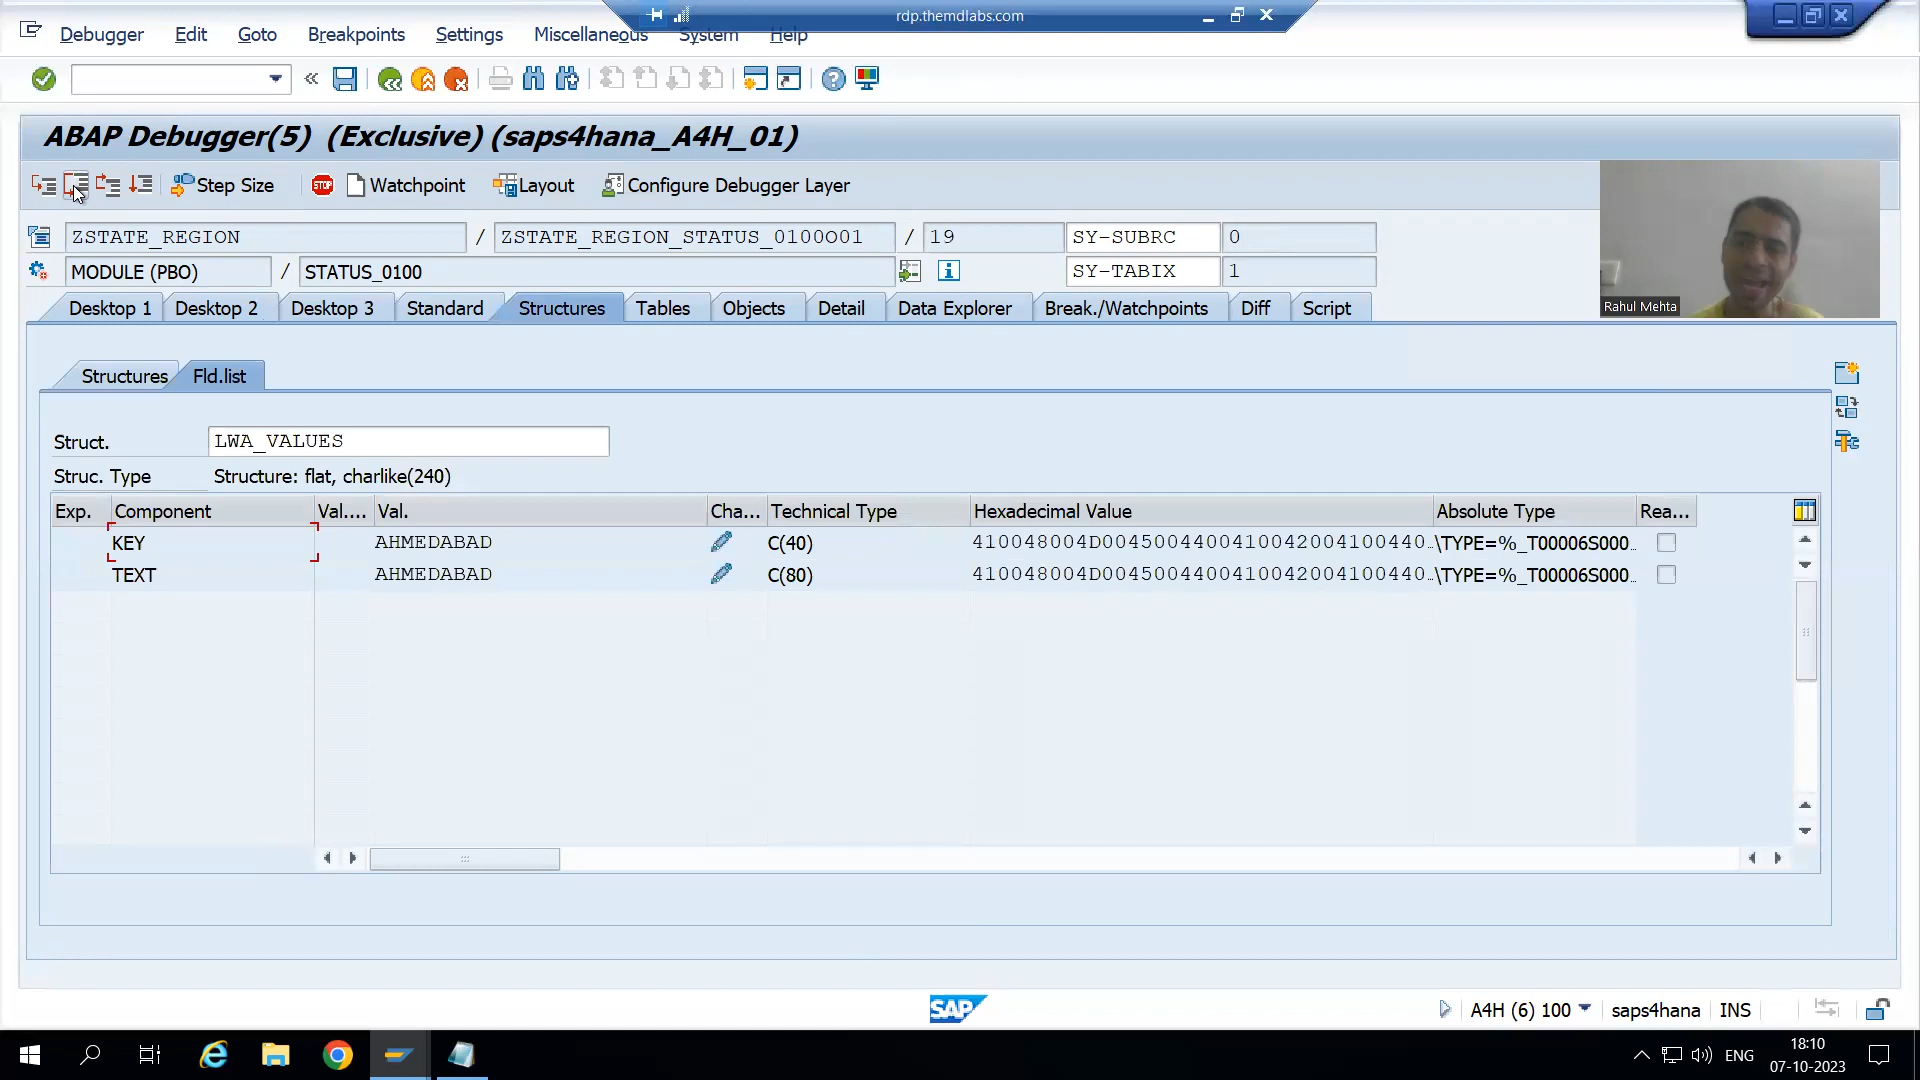 rdp.themdlabs.com
Debugger Edit Goto Breakpoints Settings Miscellaneous System Help
ABAP Debugger(5) (Exclusive) (saps4hana_A4H_01)
STOP
Step Size Watchpoint Layout Configure Debugger Layer
ZSTATE_REGION / ZSTATE_REGION_STATUS_0100O01 / 19 SY-SUBRC 0
MODULE (PBO) / STATUS_0100 SY-TABIX 1
Rahul Mehta
Desktop 1 Desktop 2 Desktop 3 Standard Structures Tables Objects Detail Data Explorer Break./Watchpoints Diff Script
Structures Fld.list
Struct. LWA_VALUES
Struc. Type Structure: flat, charlike(240)
Exp. Component Val.... Val. Cha... Technical Type Hexadecimal Value Absolute Type Rea...
KEY AHMEDABAD C(40) 410048004D0045004400410042004100440… \TYPE=%_T00006S000…
TEXT AHMEDABAD C(80) 410048004D0045004400410042004100440… \TYPE=%_T00006S000…
SAP A4H (6) 100 saps4hana INS
ENG 18:10
07-10-2023